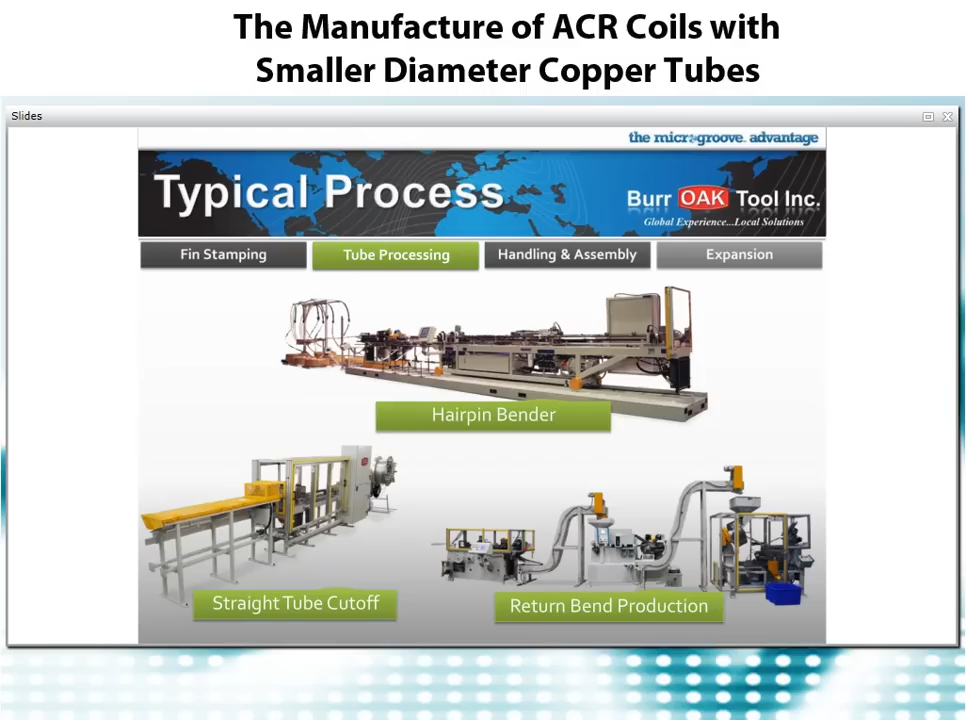 The Manufacture of ACR Coils with
Smaller Diameter Copper Tubes
Slides
the microgroove™ advantage
Typical Process
Burr OAK Tool Inc.
Global Experience...Local Solutions
Fin Stamping
Tube Processing
Handling & Assembly
Expansion
Hairpin Bender
Straight Tube Cutoff
Return Bend Production